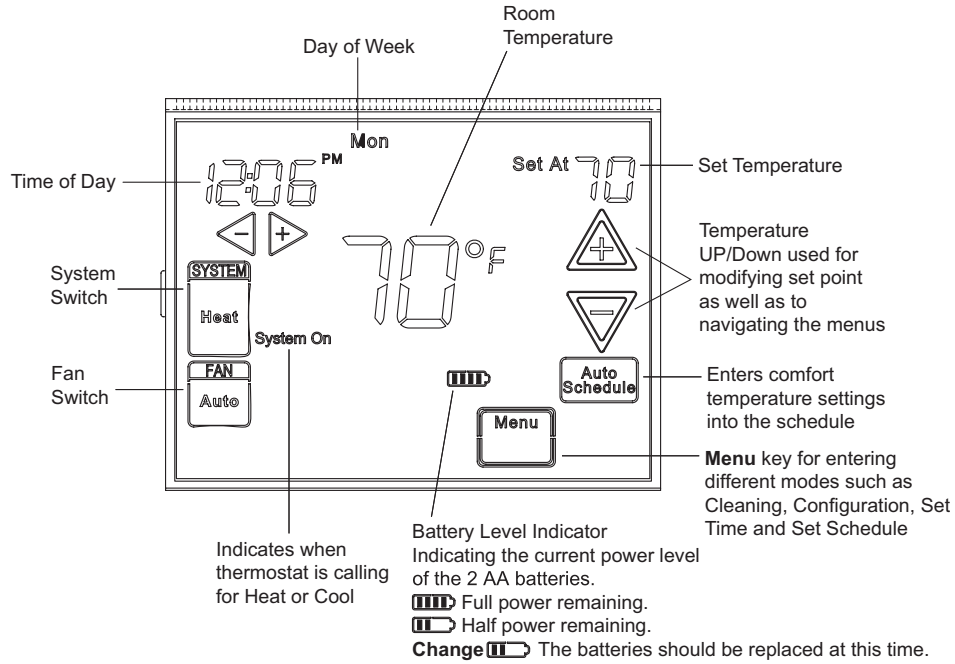 Room
Temperature
Day of Week
Mon
12:06 PM
Set At 70
Time of Day
Set Temperature
- +
70°F
+
-
Temperature
UP/Down used for
modifying set point
as well as to
navigating the menus
System
Switch
SYSTEM
Heat
System On
Fan
Switch
FAN
Auto
Auto
Schedule
Enters comfort
temperature settings
into the schedule
Menu
Menu key for entering
different modes such as
Cleaning, Configuration, Set
Time and Set Schedule
Indicates when
thermostat is calling
for Heat or Cool
Battery Level Indicator
Indicating the current power level
of the 2 AA batteries.
Full power remaining.
Half power remaining.
Change The batteries should be replaced at this time.